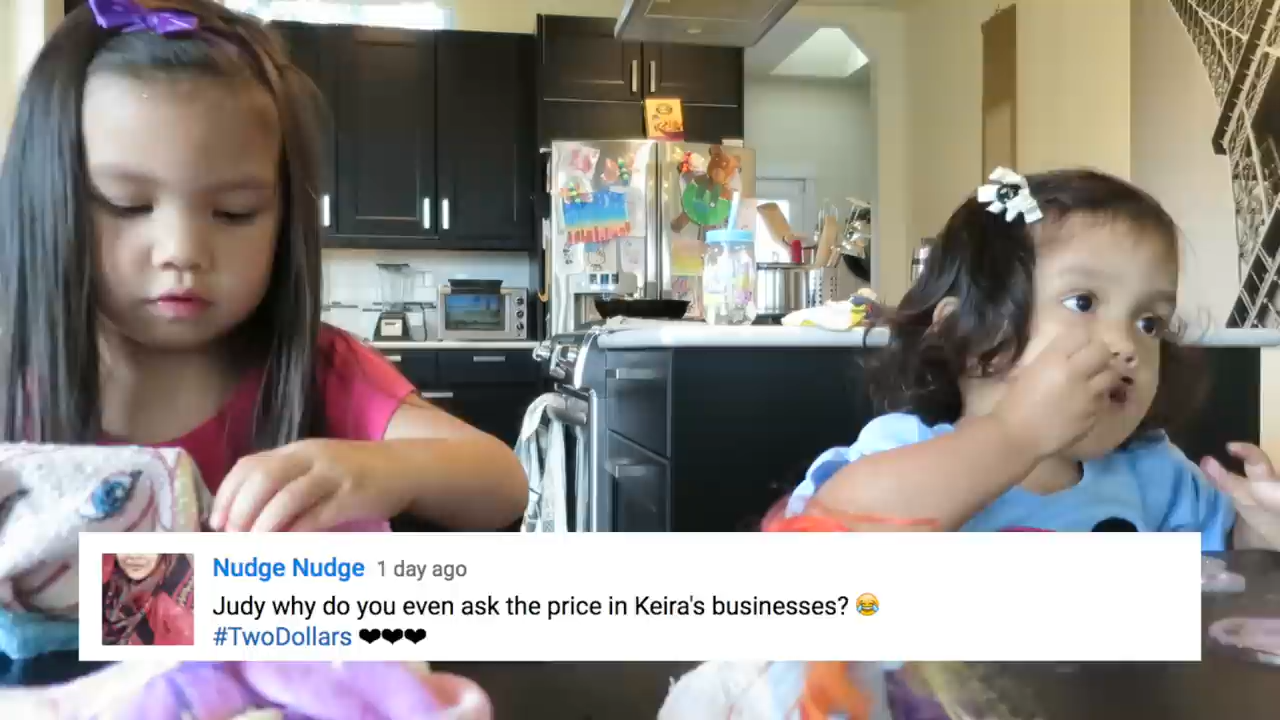 Nudge Nudge 1 day ago
Judy why do you even ask the price in Keira's businesses? 😂
#TwoDollars ❤❤❤